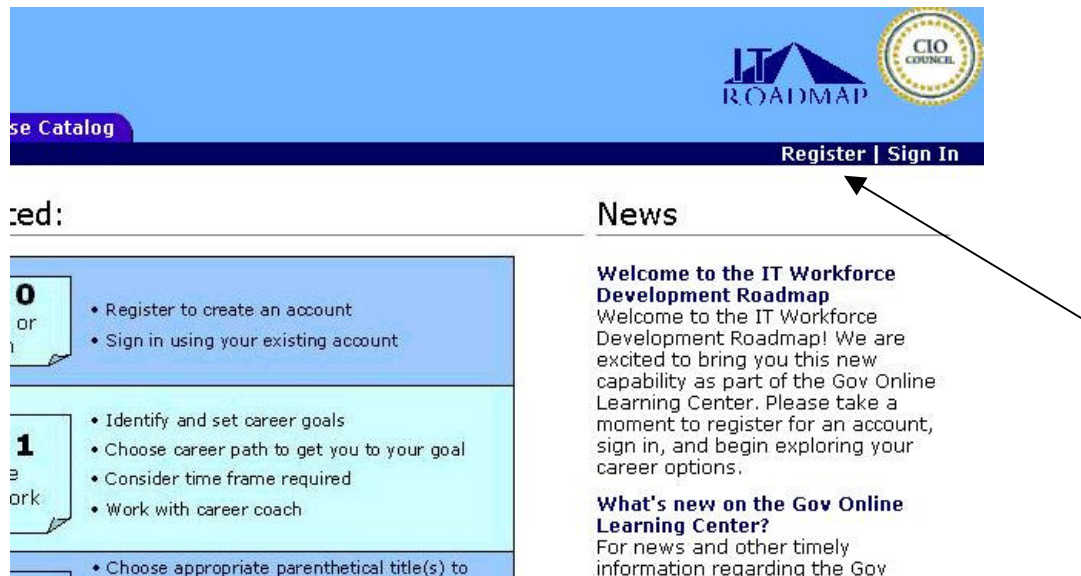 IT
ROADMAP
CIO
COUNCIL
se Catalog
Register | Sign In
ted:
0
or
• Register to create an account
• Sign in using your existing account
1
e
ork
• Identify and set career goals
• Choose career path to get you to your goal
• Consider time frame required
• Work with career coach
• Choose appropriate parenthetical title(s) to
News
Welcome to the IT Workforce
Development Roadmap
Welcome to the IT Workforce
Development Roadmap! We are
excited to bring you this new
capability as part of the Gov Online
Learning Center. Please take a
moment to register for an account,
sign in, and begin exploring your
career options.
What's new on the Gov Online
Learning Center?
For news and other timely
information regarding the Gov